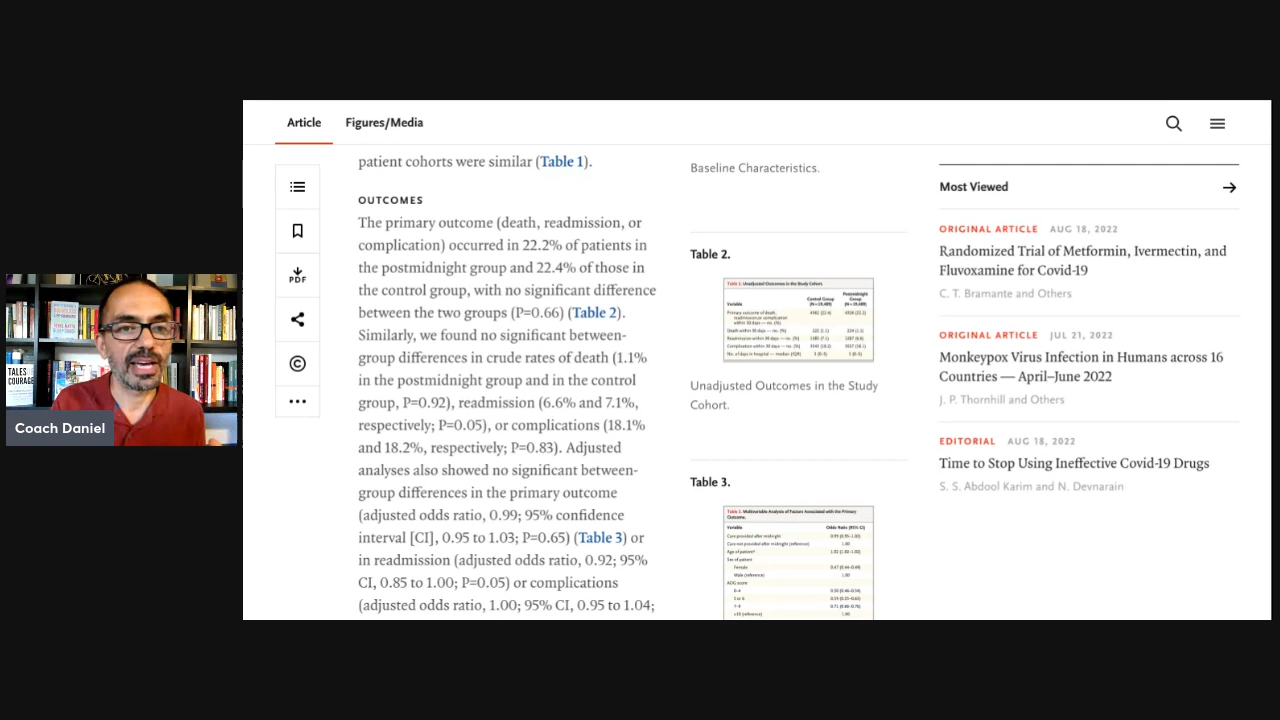 Article
Figures/Media
patient cohorts were similar (Table 1).
OUTCOMES
The primary outcome (death, readmission, or
complication) occurred in 22.2% of patients in
the postmidnight group and 22.4% of those in
the control group, with no significant difference
between the two groups (P=0.66) (Table 2).
Similarly, we found no significant between-
group differences in crude rates of death (1.1%
in the postmidnight group and in the control
group, P=0.92), readmission (6.6% and 7.1%,
respectively; P=0.05), or complications (18.1%
and 18.2%, respectively; P=0.83). Adjusted
analyses also showed no significant between-
group differences in the primary outcome
(adjusted odds ratio, 0.99; 95% confidence
interval [CI], 0.95 to 1.03; P=0.65) (Table 3) or
in readmission (adjusted odds ratio, 0.92; 95%
CI, 0.85 to 1.00; P=0.05) or complications
(adjusted odds ratio, 1.00; 95% CI, 0.95 to 1.04;
Baseline Characteristics.
Table 2.
Unadjusted Outcomes in the Study
Cohort.
Table 3.
Most Viewed
ORIGINAL ARTICLE AUG 18, 2022
Randomized Trial of Metformin, Ivermectin, and
Fluvoxamine for Covid-19
C. T. Bramante and Others
ORIGINAL ARTICLE JUL 21, 2022
Monkeypox Virus Infection in Humans across 16
Countries — April–June 2022
J. P. Thornhill and Others
EDITORIAL AUG 18, 2022
Time to Stop Using Ineffective Covid-19 Drugs
S. S. Abdool Karim and N. Devnarain
PDF
TALES
COURAGE
Coach Daniel